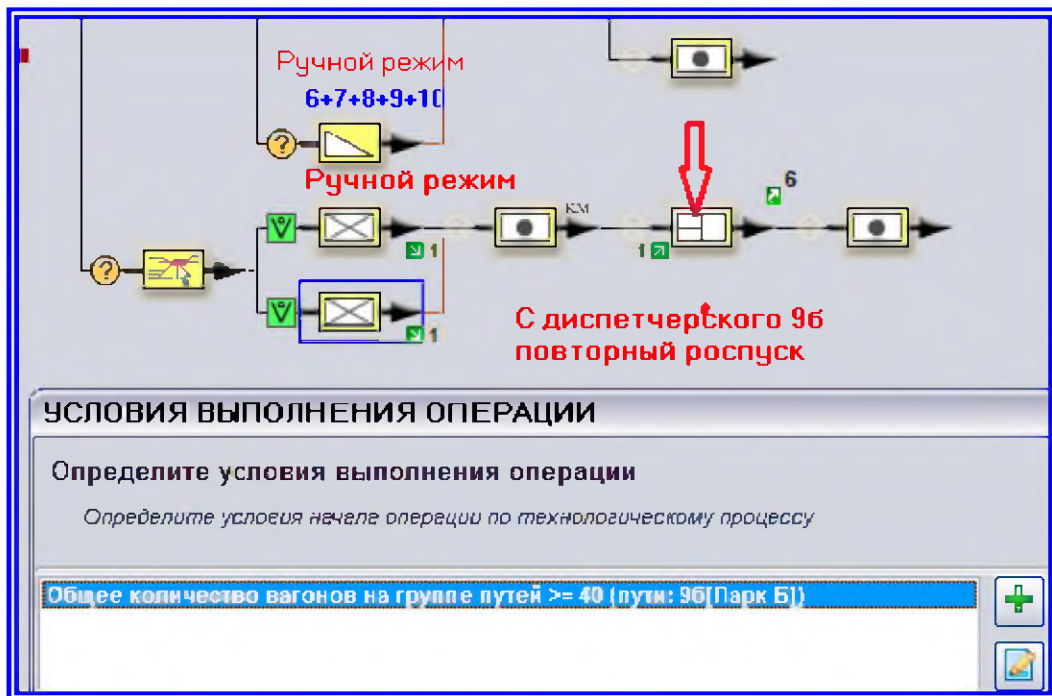 Ручной режим
6+7+8+9+10
Ручной режим
6
КМ
1
1
1
С диспетчерского 9б
повторный роспуск
УСЛОВИЯ ВЫПОЛНЕНИЯ ОПЕРАЦИИ
Определите условия выполнения операции
Определите условия начала операции по технологическому процессу
Общее количество вагонов на группе путей >= 40 (пути: 9б[Парк Б])